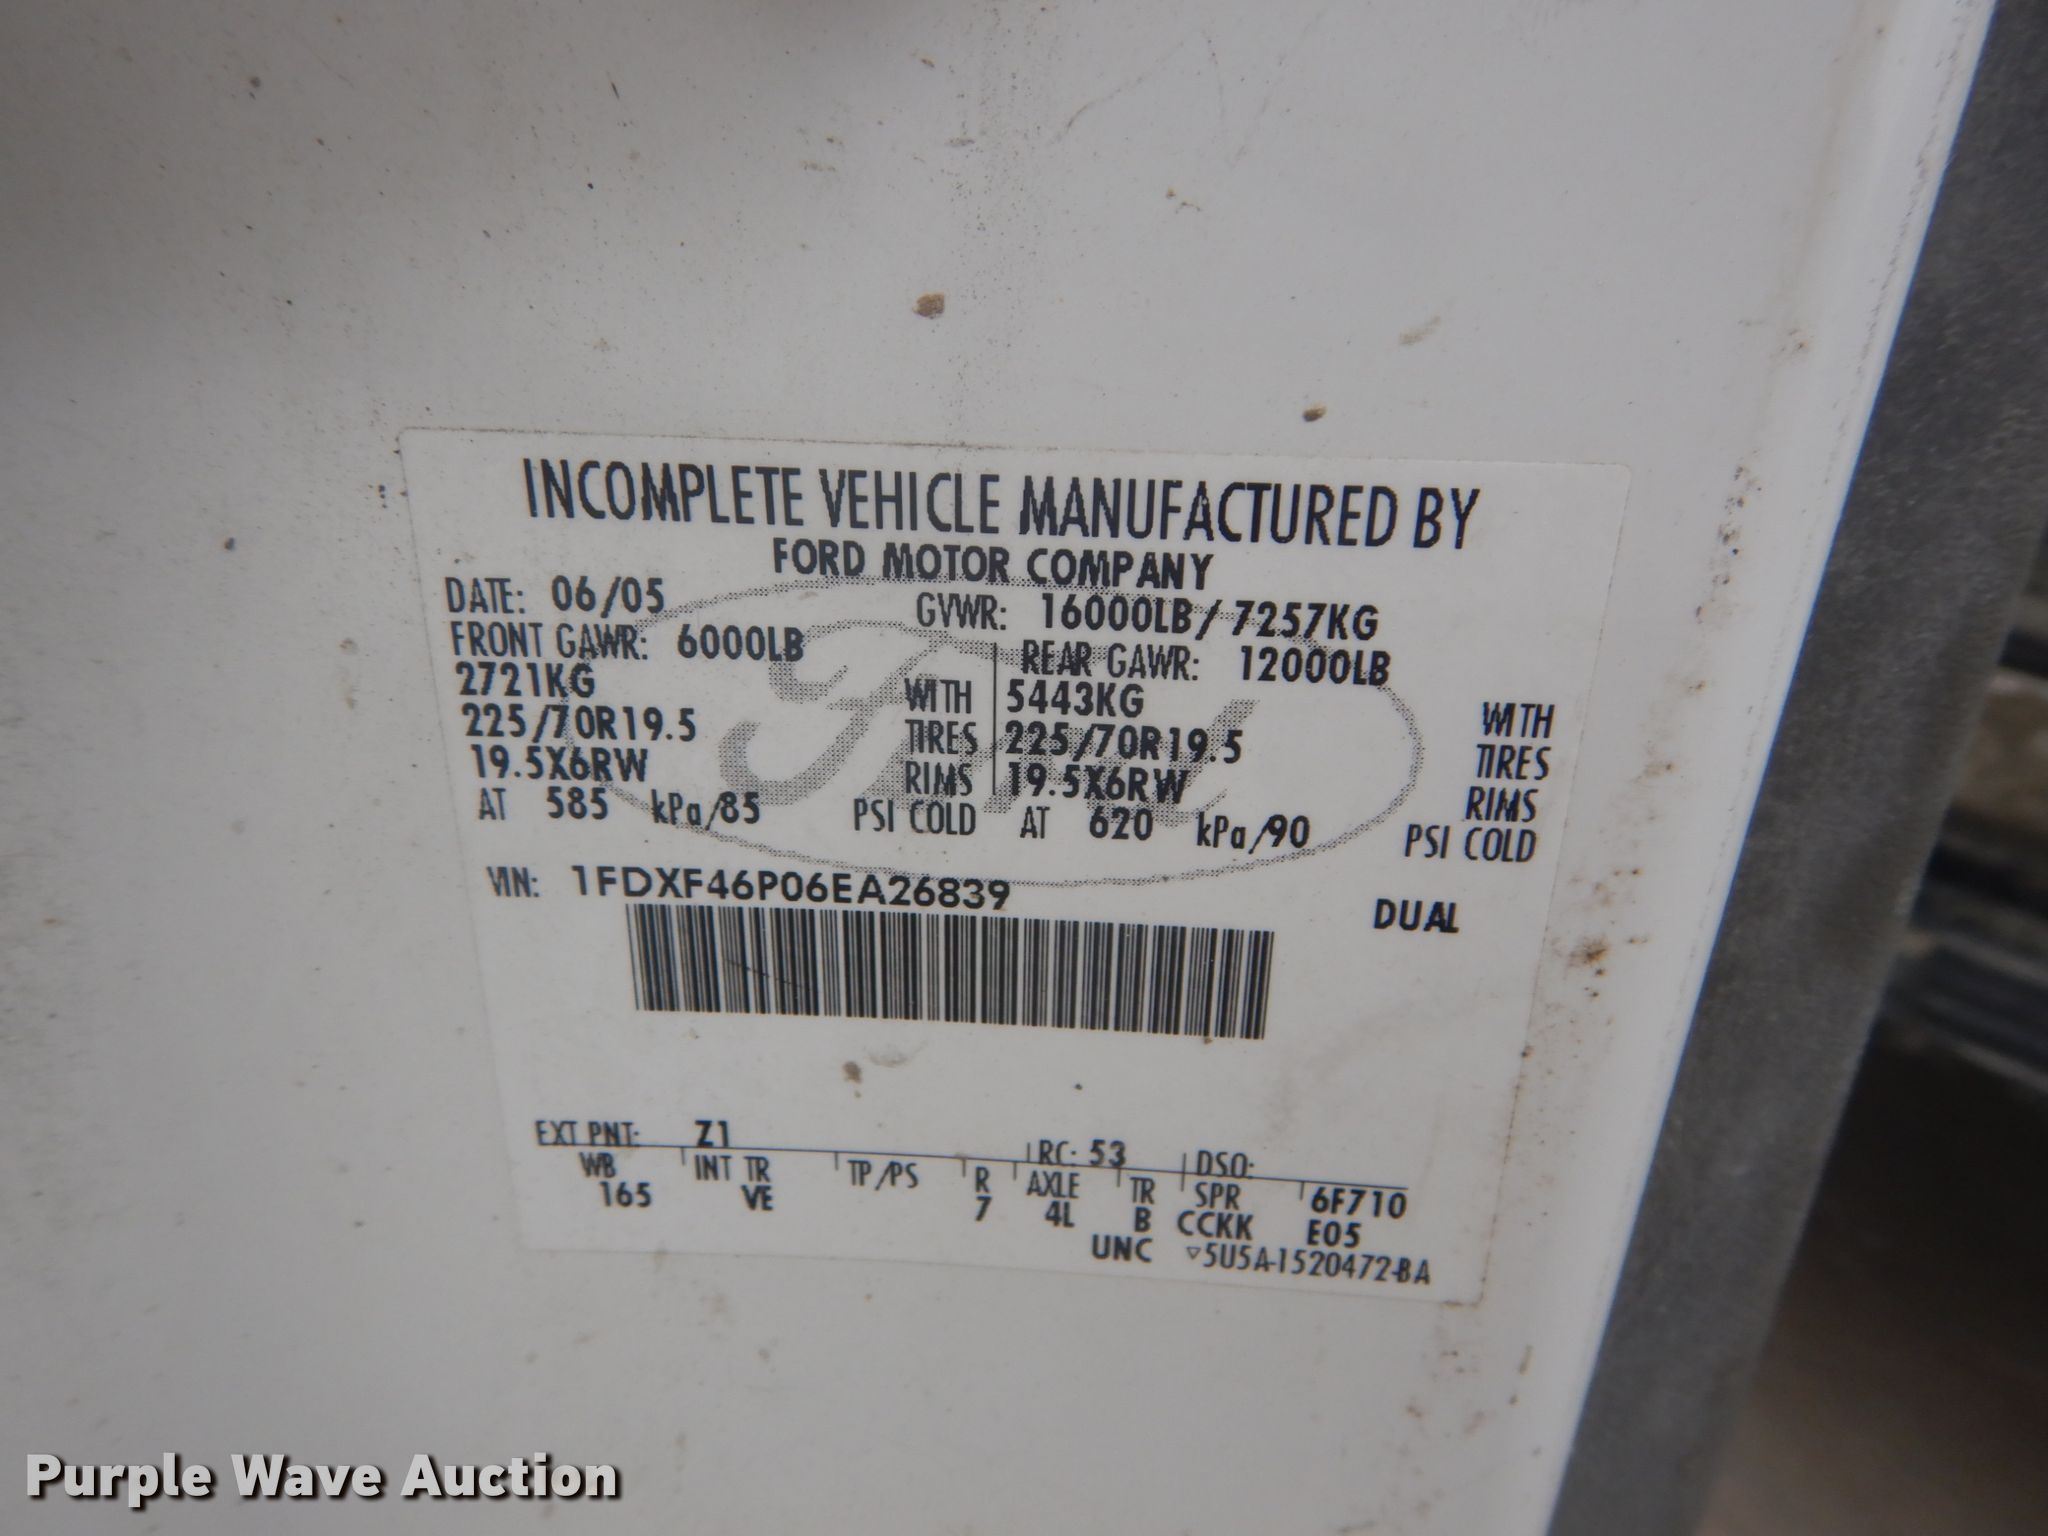 INCOMPLETE VEHICLE MANUFACTURED BY
FORD MOTOR COMPANY
DATE: 06/05
GVWR: 16000LB / 7257KG
FRONT GAWR: 6000LB
2721KG WITH
225/70R19.5 TIRES
19.5X6RW RIMS
AT 585 kPa/85 PSI COLD
REAR GAWR: 12000LB
5443KG WITH
225/70R19.5 TIRES
19.5X6RW RIMS
AT 620 kPa/90 PSI COLD
VIN: 1FDXF46P06EA26839
DUAL
EXT PNT: Z1 RC: 53 DSO:
WB INT TR TP/PS R AXLE TR SPR 6F710
165 VE 7 4L B CCKK E05
UNC ▽5U5A-1520472-BA
Purple Wave Auction